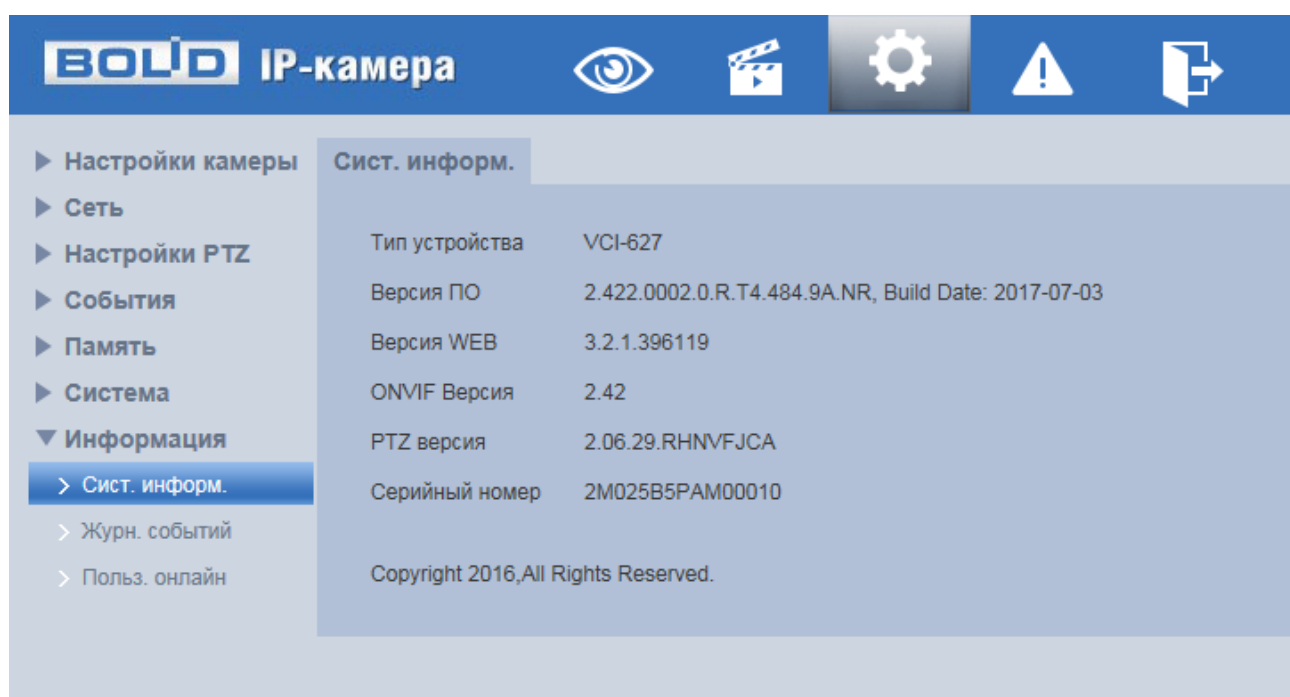 BOLID IP-камера
Настройки камеры
Сеть
Настройки PTZ
События
Память
Система
Информация
Сист. информ.
Журн. событий
Польз. онлайн
Сист. информ.
Тип устройства VCI-627
Версия ПО 2.422.0002.0.R.T4.484.9A.NR, Build Date: 2017-07-03
Версия WEB 3.2.1.396119
ONVIF Версия 2.42
PTZ версия 2.06.29.RHNVFJCA
Серийный номер 2M025B5PAM00010
Copyright 2016,All Rights Reserved.